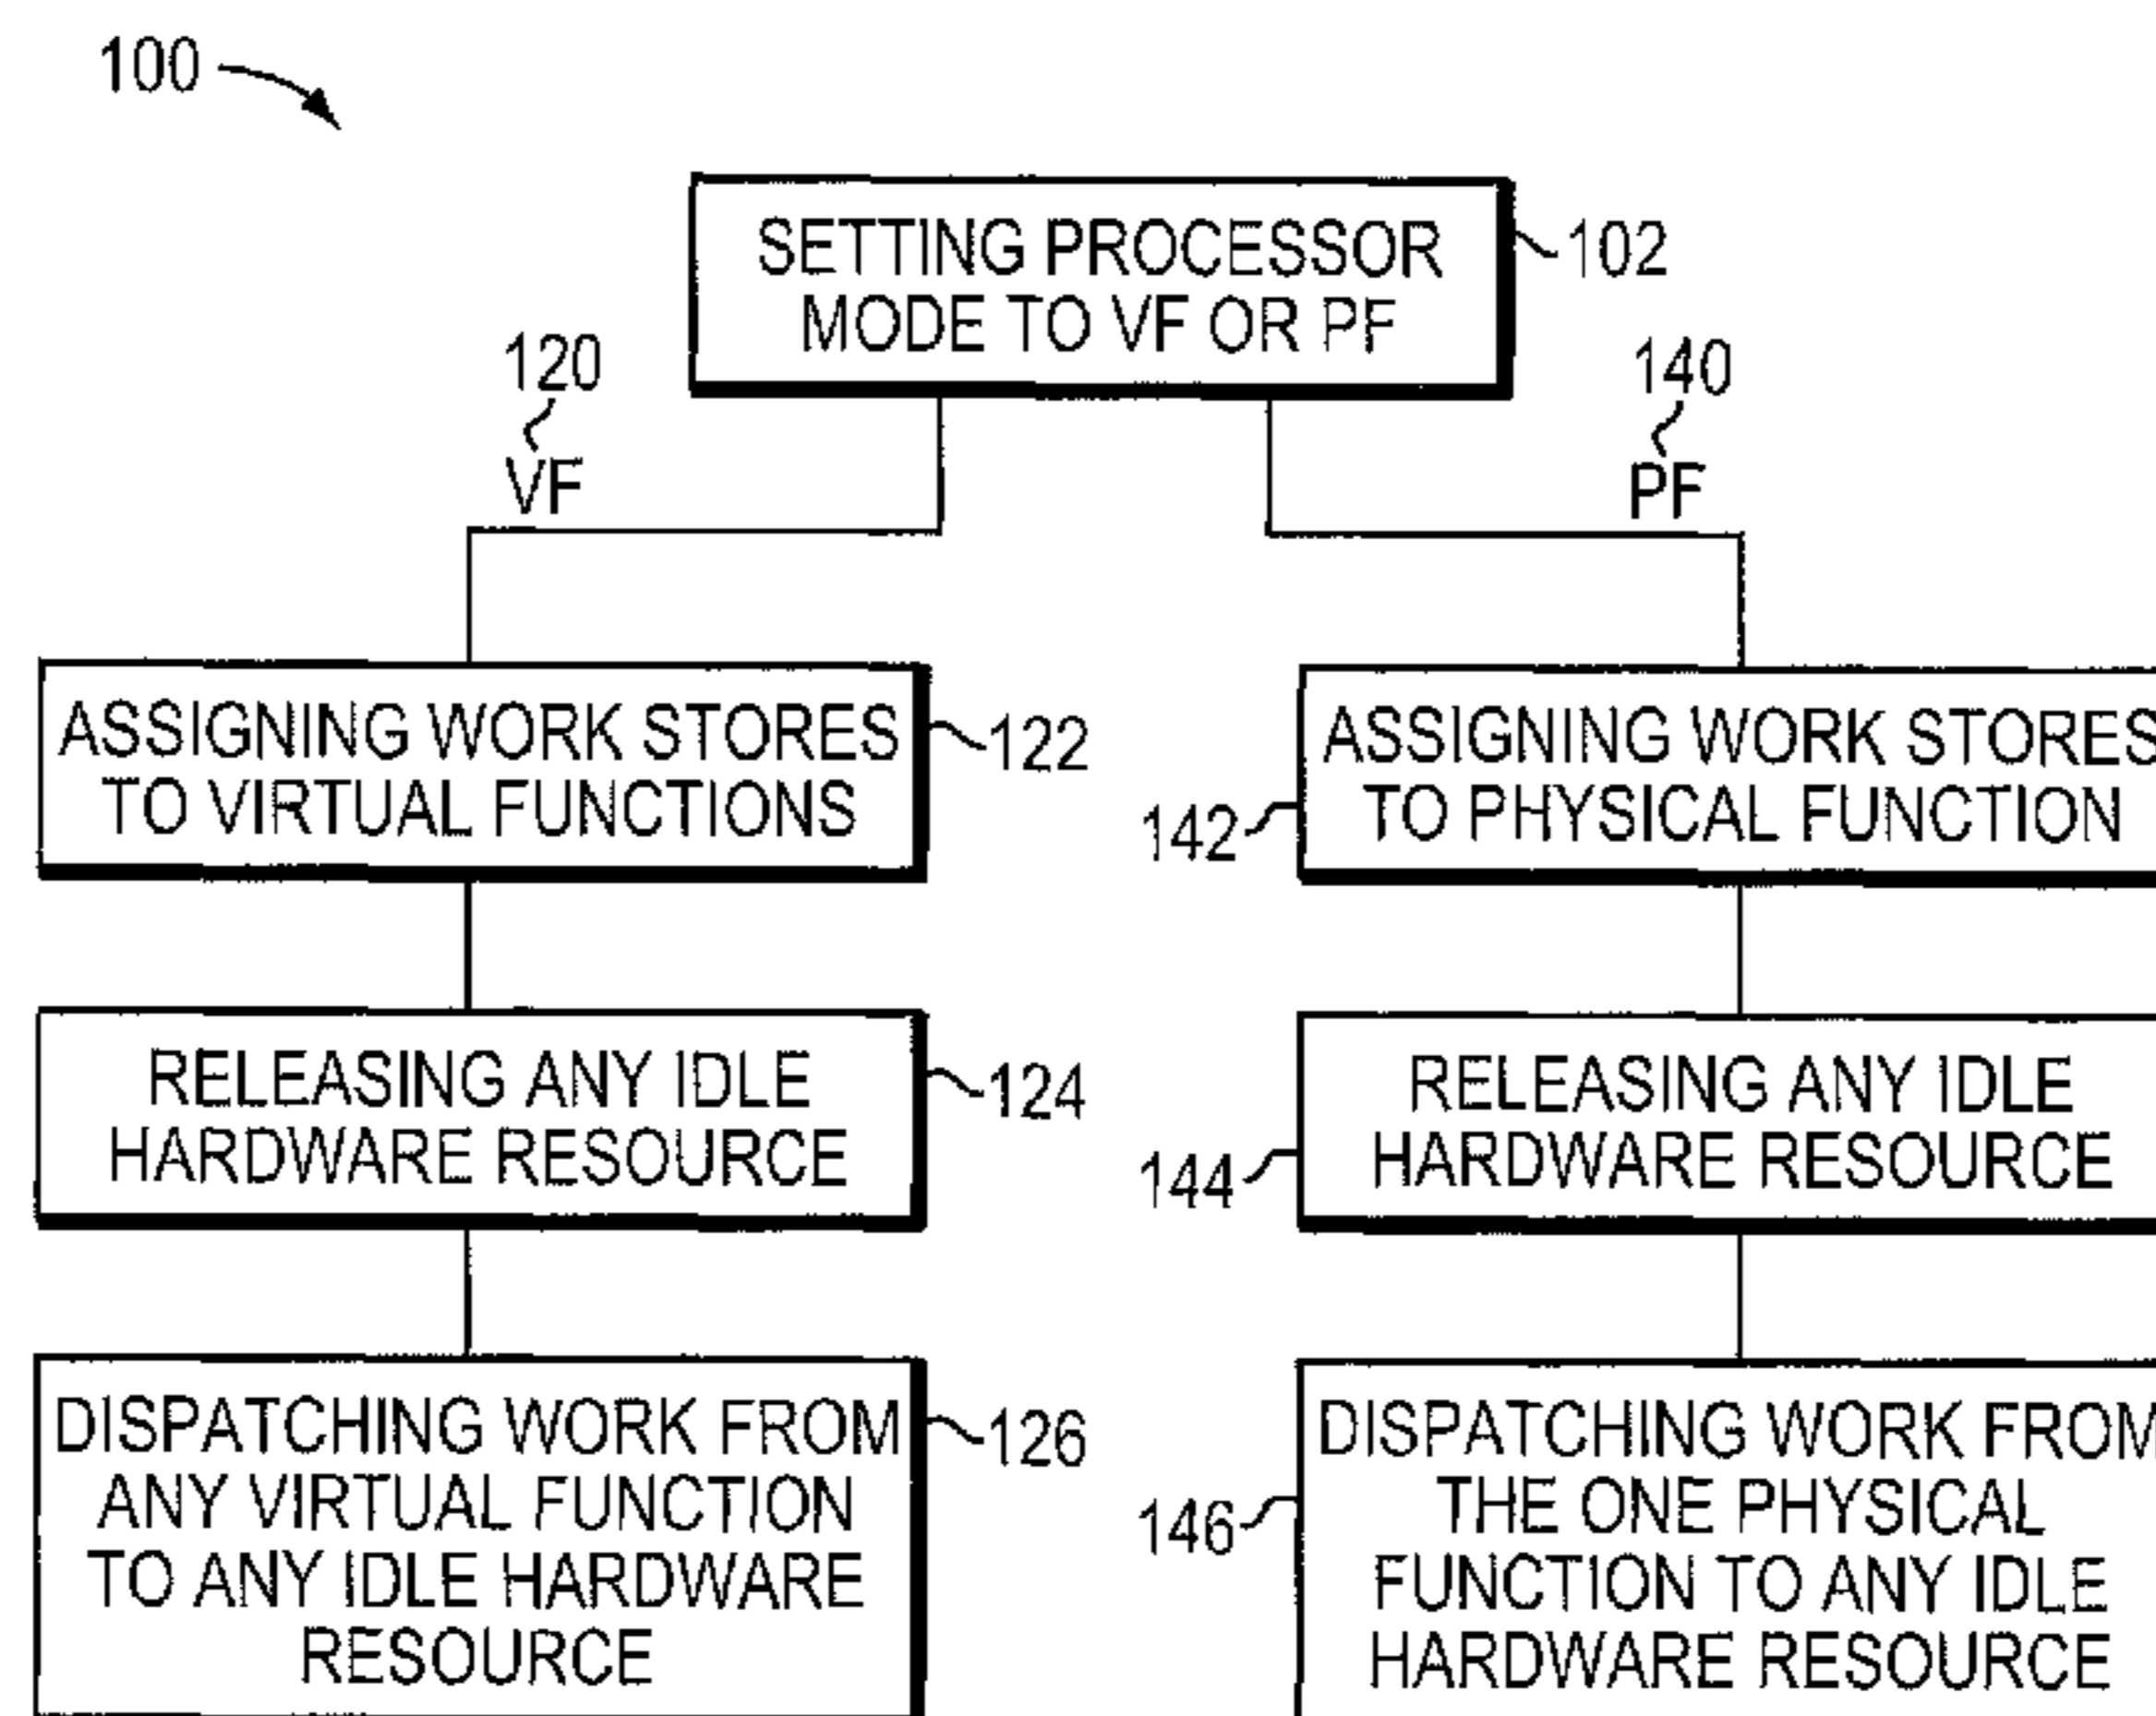 100
SETTING PROCESSOR
MODE TO VF OR PF
102
120
VF
140
PF
ASSIGNING WORK STORES
TO VIRTUAL FUNCTIONS
122
ASSIGNING WORK STORES
TO PHYSICAL FUNCTION
142
RELEASING ANY IDLE
HARDWARE RESOURCE
124
RELEASING ANY IDLE
HARDWARE RESOURCE
144
DISPATCHING WORK FROM
ANY VIRTUAL FUNCTION
TO ANY IDLE HARDWARE
RESOURCE
126
DISPATCHING WORK FROM
THE ONE PHYSICAL
FUNCTION TO ANY IDLE
HARDWARE RESOURCE
146